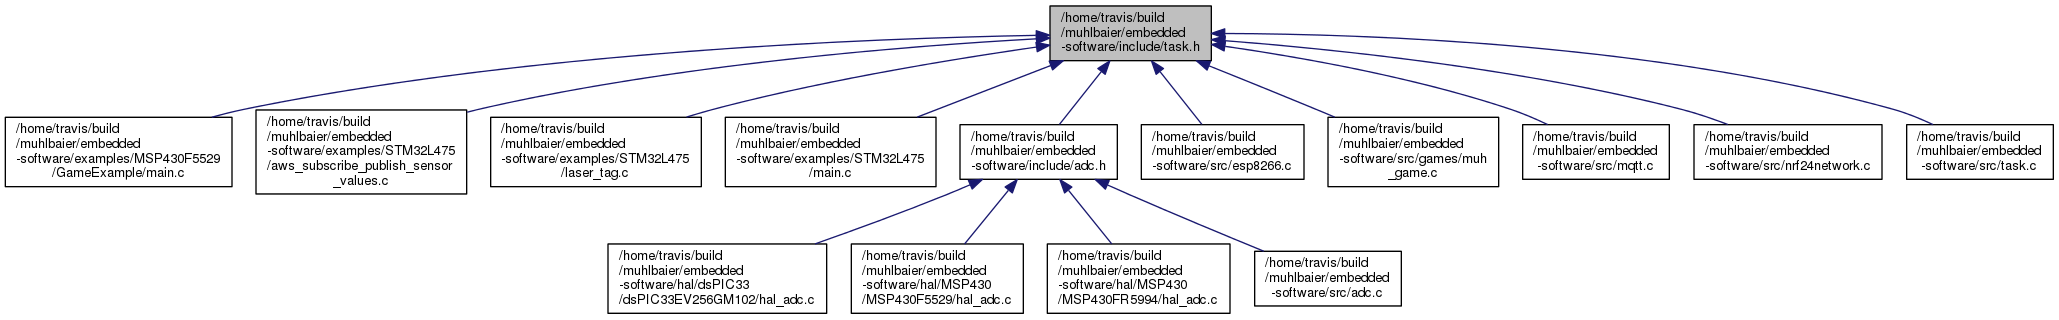 /home/travis/build
/muhlbaier/embedded
-software/include/task.h
/home/travis/build
/muhlbaier/embedded
-software/examples/MSP430F5529
/GameExample/main.c
/home/travis/build
/muhlbaier/embedded
-software/examples/STM32L475
/aws_subscribe_publish_sensor
_values.c
/home/travis/build
/muhlbaier/embedded
-software/examples/STM32L475
/laser_tag.c
/home/travis/build
/muhlbaier/embedded
-software/examples/STM32L475
/main.c
/home/travis/build
/muhlbaier/embedded
-software/include/adc.h
/home/travis/build
/muhlbaier/embedded
-software/src/esp8266.c
/home/travis/build
/muhlbaier/embedded
-software/src/games/muh
_game.c
/home/travis/build
/muhlbaier/embedded
-software/src/mqtt.c
/home/travis/build
/muhlbaier/embedded
-software/src/nrf24network.c
/home/travis/build
/muhlbaier/embedded
-software/src/task.c
/home/travis/build
/muhlbaier/embedded
-software/hal/dsPIC33
/dsPIC33EV256GM102/hal_adc.c
/home/travis/build
/muhlbaier/embedded
-software/hal/MSP430
/MSP430F5529/hal_adc.c
/home/travis/build
/muhlbaier/embedded
-software/hal/MSP430
/MSP430FR5994/hal_adc.c
/home/travis/build
/muhlbaier/embedded
-software/src/adc.c